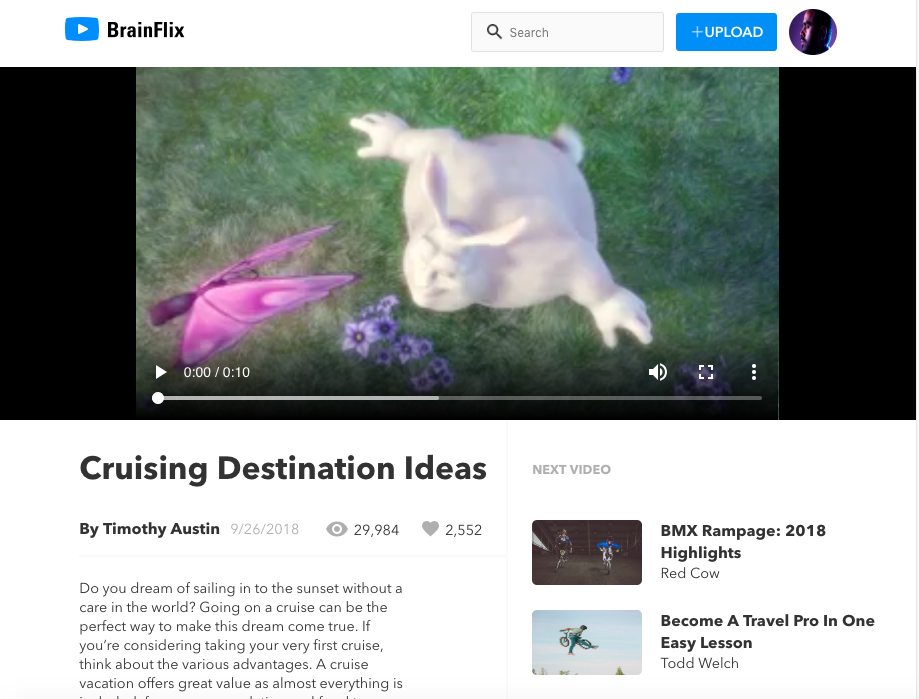 BrainFlix
Search
+UPLOAD
0:00 / 0:10
Cruising Destination Ideas
By Timothy Austin 9/26/2018 29,984 2,552
Do you dream of sailing in to the sunset without a
care in the world? Going on a cruise can be the
perfect way to make this dream come true. If
you’re considering taking your very first cruise,
think about the various advantages. A cruise
vacation offers great value as almost everything is
NEXT VIDEO
BMX Rampage: 2018
Highlights
Red Cow
Become A Travel Pro In One
Easy Lesson
Todd Welch